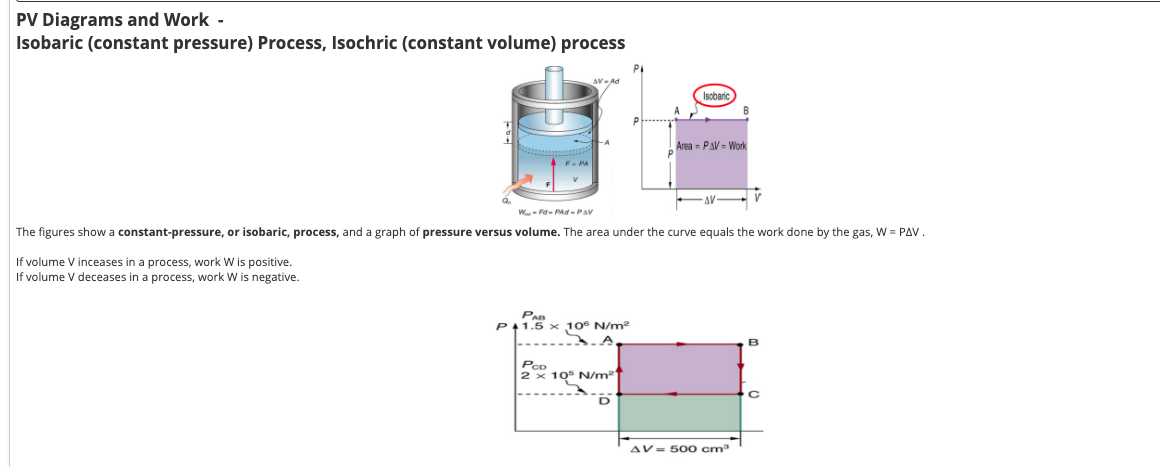 PV Diagrams and Work -
Isobaric (constant pressure) Process, Isochric (constant volume) process
ΔV = Ad
d
A
F = PA
V
F
W = Fd = PAd = PΔV
P
Isobaric
A
B
P
P
Area = PΔV = Work
ΔV
V
The figures show a constant-pressure, or isobaric, process, and a graph of pressure versus volume. The area under the curve equals the work done by the gas, W = PΔV .
If volume V inceases in a process, work W is positive.
If volume V deceases in a process, work W is negative.
P
P_AB
1.5 × 10⁶ N/m²
A
B
P_CD
2 × 10⁵ N/m²
D
C
ΔV = 500 cm³